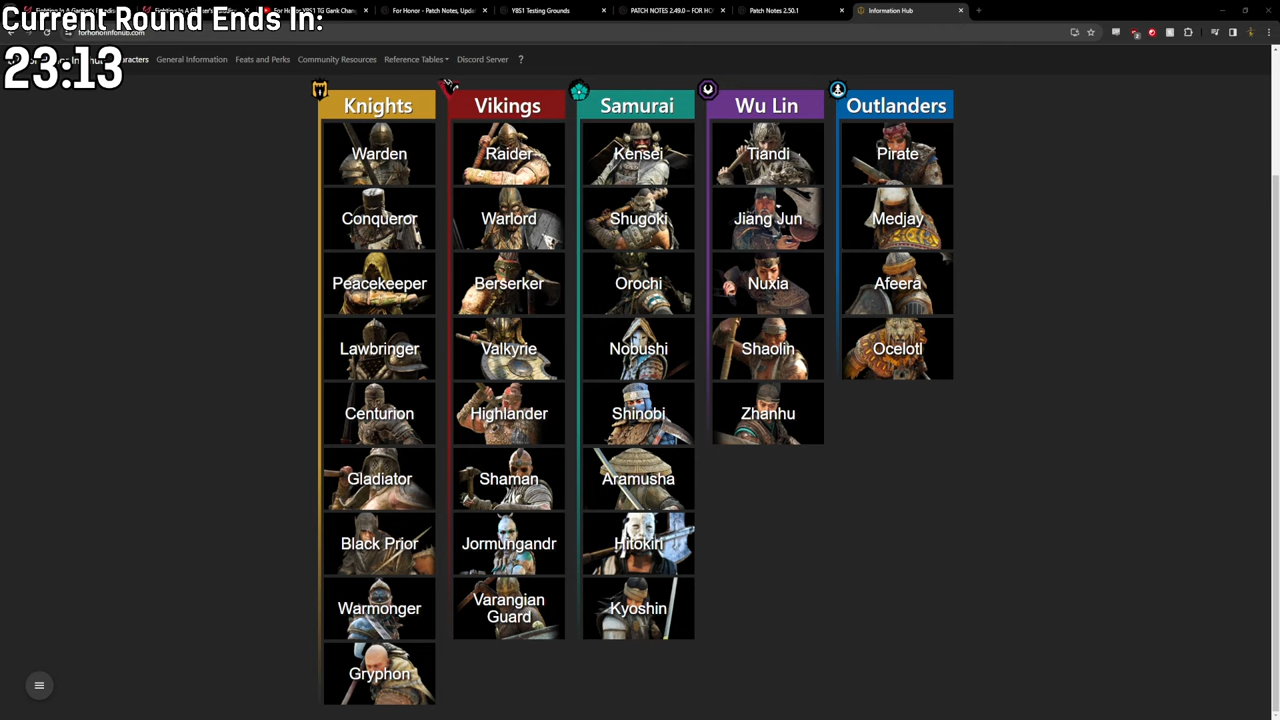 Current Round Ends In:
23:13
For Honor - Patch Notes, Upda
YBS1 Testing Grounds
PATCH NOTES 2.49.0 – FOR HO
Patch Notes 2.50.1
Information Hub
forhonorinfohub.com
General Information
Feats and Perks
Community Resources
Reference Tables
Discord Server
?
Knights
Vikings
Samurai
Wu Lin
Outlanders
Warden
Raider
Kensei
Tiandi
Pirate
Conqueror
Warlord
Shugoki
Jiang Jun
Medjay
Peacekeeper
Berserker
Orochi
Nuxia
Afeera
Lawbringer
Valkyrie
Nobushi
Shaolin
Ocelotl
Centurion
Highlander
Shinobi
Zhanhu
Gladiator
Shaman
Aramusha
Black Prior
Jormungandr
Hitokiri
Warmonger
Varangian
Guard
Kyoshin
Gryphon